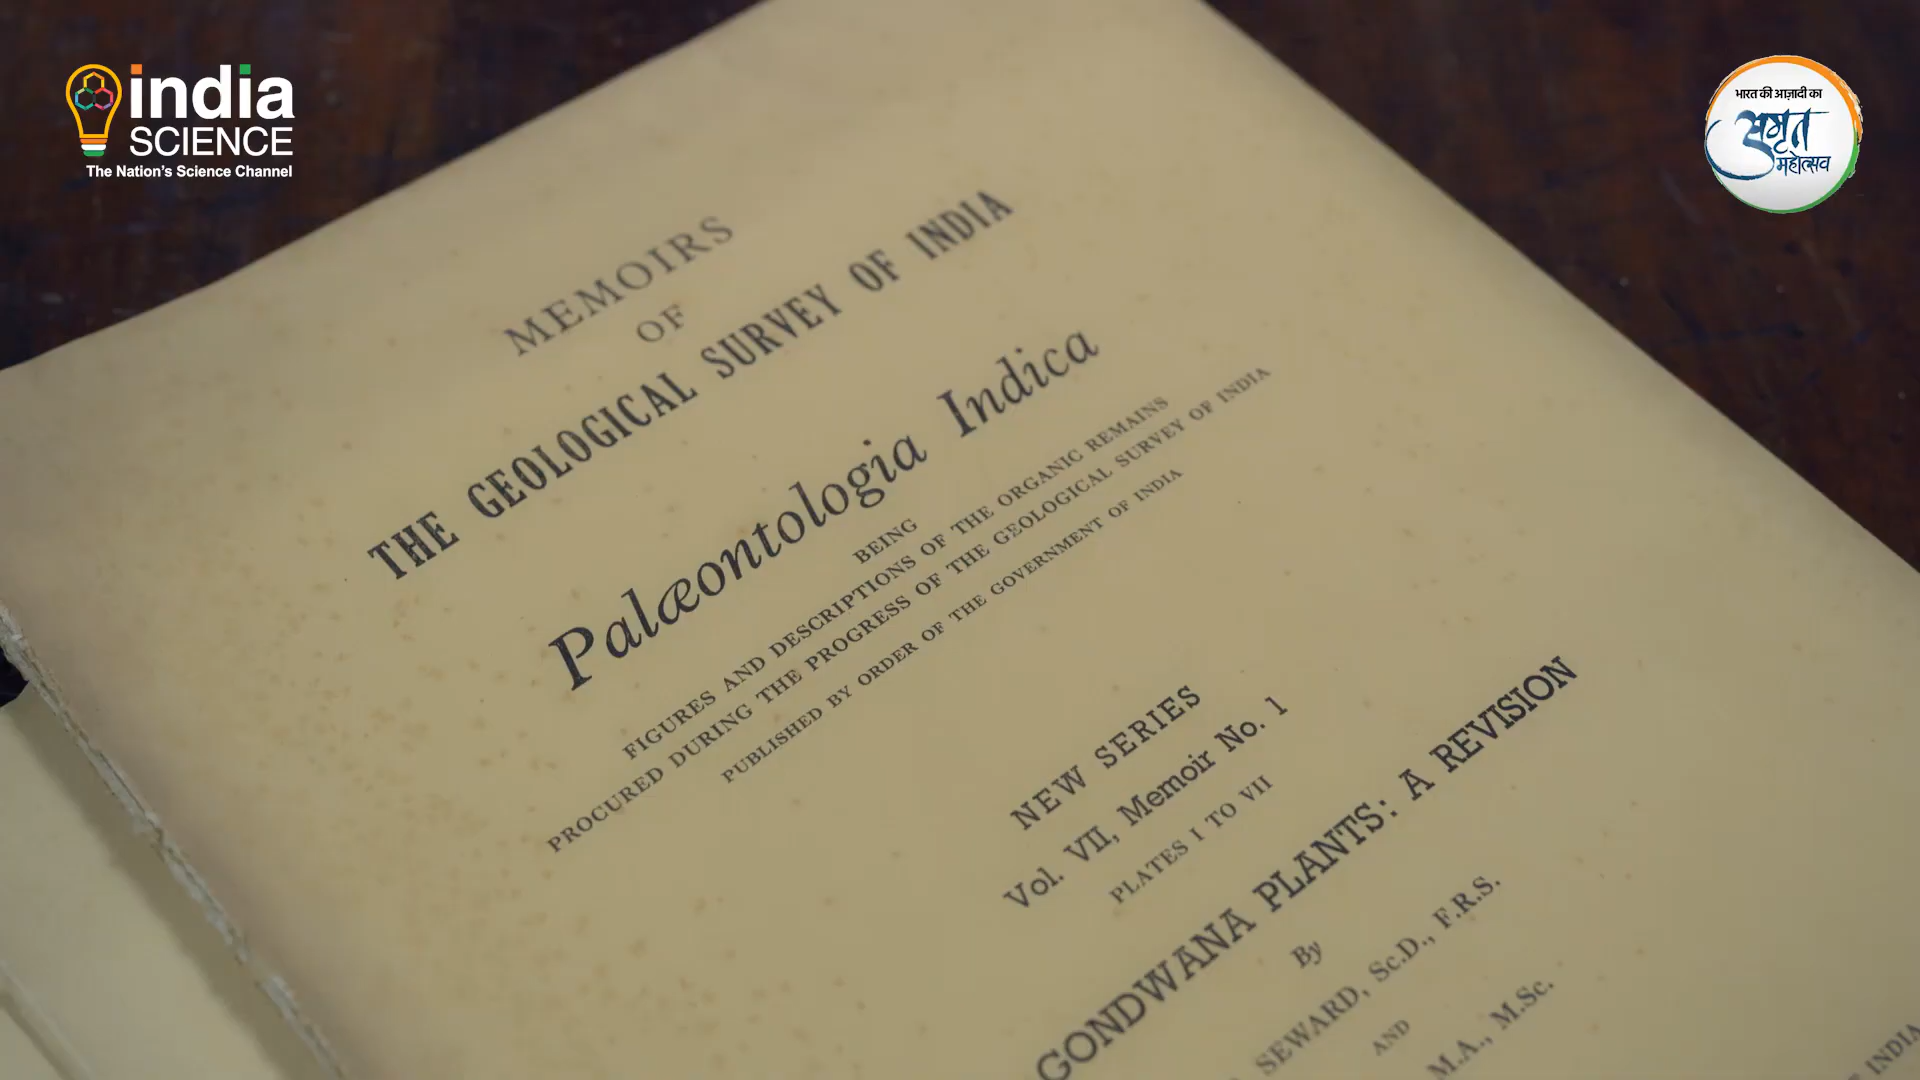 india
SCIENCE
The Nation's Science Channel
भारत की आज़ादी का
अमृत
महोत्सव
MEMOIRS
OF
THE GEOLOGICAL SURVEY OF INDIA
Palæontologia Indica
BEING
FIGURES AND DESCRIPTIONS OF THE ORGANIC REMAINS
PROCURED DURING THE PROGRESS OF THE GEOLOGICAL SURVEY OF INDIA
PUBLISHED BY ORDER OF THE GOVERNMENT OF INDIA
NEW SERIES
Vol. VII, Memoir No. 1
PLATES I TO VII
GONDWANA PLANTS: A REVISION
By
SEWARD, Sc.D., F.R.S.
AND
M.A., M.Sc.
INDIA